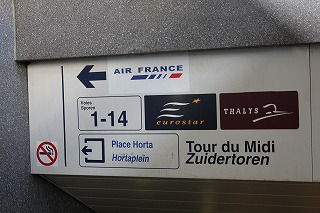 AIR FRANCE
Voies
Sporen
1-14
eurostar
THALYS
Place Horta
Hortaplein
Tour du Midi
Zuidertoren